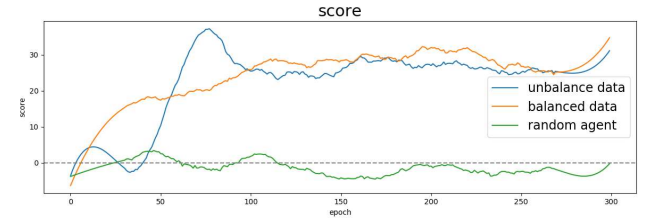 score
30
20
10
0
score
unbalance data
balanced data
random agent
0
50
100
150
200
250
300
epoch